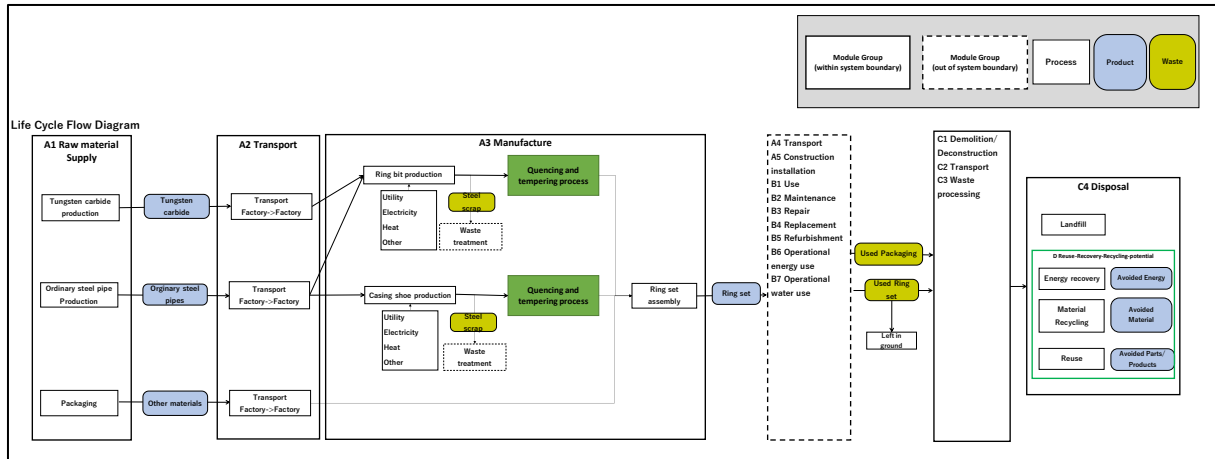 Module Group
(within system boundary)
Module Group
(out of system boundary)
Process
Product
Waste
Life Cycle Flow Diagram
A1 Raw material
Supply
Tungsten carbide
production
Ordinary steel pipe
Production
Packaging
Tungsten
carbide
Orginary steel
pipes
Other materials
A2 Transport
Transport
Factory->Factory
Transport
Factory->Factory
Transport
Factory->Factory
A3 Manufacture
Ring bit production
Utility
Electricity
Heat
Other
Steel
scrap
Waste
treatment
Quencing and
tempering process
Casing shoe production
Utility
Electricity
Heat
Other
Steel
scrap
Waste
treatment
Quencing and
tempering process
Ring set
assembly
Ring set
A4 Transport
A5 Construction
installation
B1 Use
B2 Maintenance
B3 Repair
B4 Replacement
B5 Refurbishment
B6 Operational
energy use
B7 Operational
water use
Used Packaging
Used Ring
set
Left in
ground
C1 Demolition/
Deconstruction
C2 Transport
C3 Waste
processing
C4 Disposal
Landfill
D Reuse-Recovery-Recycling-potential
Energy recovery
Avoided Energy
Material
Recycling
Avoided
Material
Reuse
Avoided Parts/
Products